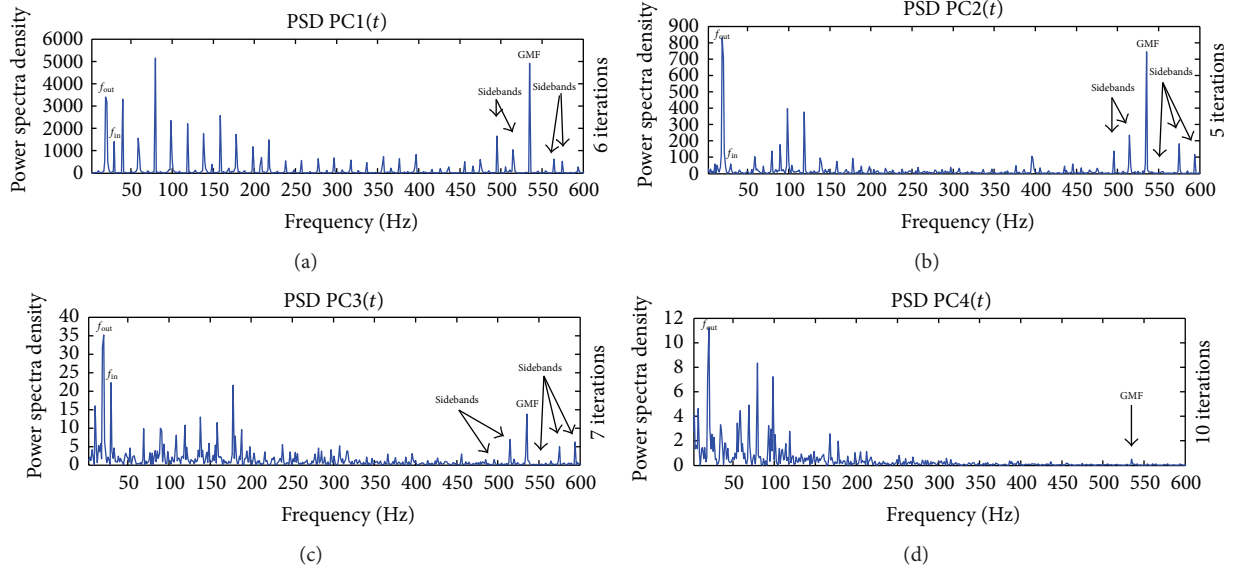 PSD PC1(t)
6000
5000
4000
3000
2000
1000
0
Power spectra density
f_out
f_in
Sidebands
GMF
Sidebands
50 100 150 200 250 300 350 400 450 500 550 600
Frequency (Hz)
6 iterations
(a)
PSD PC2(t)
900
800
700
600
500
400
300
200
100
0
Power spectra density
f_out
f_in
Sidebands
GMF
Sidebands
50 100 150 200 250 300 350 400 450 500 550 600
Frequency (Hz)
5 iterations
(b)
PSD PC3(t)
40
35
30
25
20
15
10
5
0
Power spectra density
f_out
f_in
Sidebands
GMF
Sidebands
50 100 150 200 250 300 350 400 450 500 550 600
Frequency (Hz)
7 iterations
(c)
PSD PC4(t)
12
10
8
6
4
2
0
Power spectra density
f_out
GMF
50 100 150 200 250 300 350 400 450 500 550 600
Frequency (Hz)
10 iterations
(d)